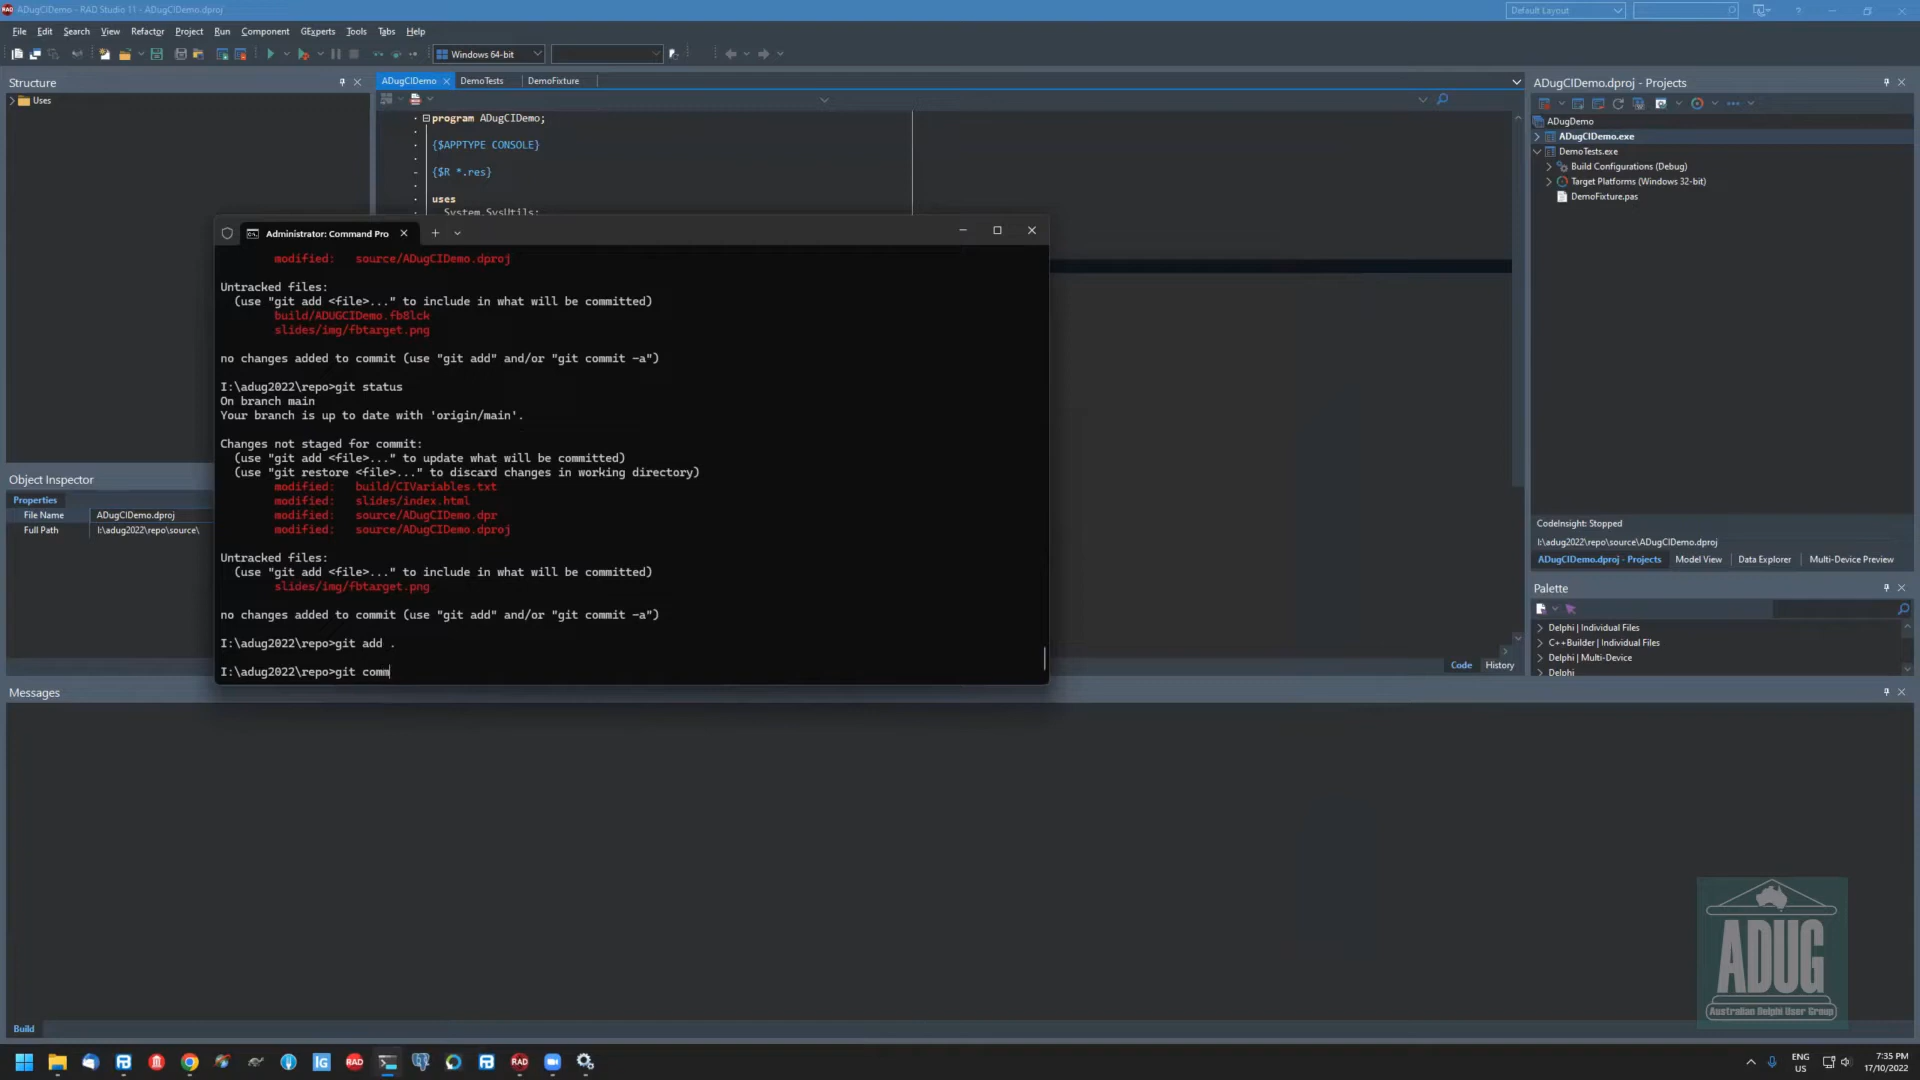 ADugCIDemo - RAD Studio 11 - ADugCIDemo.dproj
Default Layout
File Edit Search View Refactor Project Run Component GExperts Tools Tabs Help
Windows 64-bit
Structure
Uses
ADugCIDemo DemoTests DemoFixture
program ADugCIDemo;
{$APPTYPE CONSOLE}
{$R *.res}
uses
System.SysUtils;
Administrator: Command Pro
modified: source/ADugCIDemo.dproj
Untracked files:
(use "git add <file>..." to include in what will be committed)
build/ADUGCIDemo.fb8lck
slides/img/fbtarget.png
no changes added to commit (use "git add" and/or "git commit -a")
I:\adug2022\repo>git status
On branch main
Your branch is up to date with 'origin/main'.
Changes not staged for commit:
(use "git add <file>..." to update what will be committed)
(use "git restore <file>..." to discard changes in working directory)
modified: build/CIVariables.txt
modified: slides/index.html
modified: source/ADugCIDemo.dpr
modified: source/ADugCIDemo.dproj
Untracked files:
(use "git add <file>..." to include in what will be committed)
slides/img/fbtarget.png
no changes added to commit (use "git add" and/or "git commit -a")
I:\adug2022\repo>git add .
I:\adug2022\repo>git comm
Object Inspector
Properties
File Name ADugCIDemo.dproj
Full Path I:\adug2022\repo\source\
Code History
ADugCIDemo.dproj - Projects
ADugDemo
ADugCIDemo.exe
DemoTests.exe
Build Configurations (Debug)
Target Platforms (Windows 32-bit)
DemoFixture.pas
CodeInsight: Stopped
I:\adug2022\repo\source\ADugCIDemo.dproj
ADugCIDemo.dproj - Projects Model View Data Explorer Multi-Device Preview
Palette
Delphi | Individual Files
C++Builder | Individual Files
Delphi | Multi-Device
Delphi
Messages
Build
ADUG
Australian Delphi User Group
IG RAD RAD
ENG
US
7:35 PM
17/10/2022